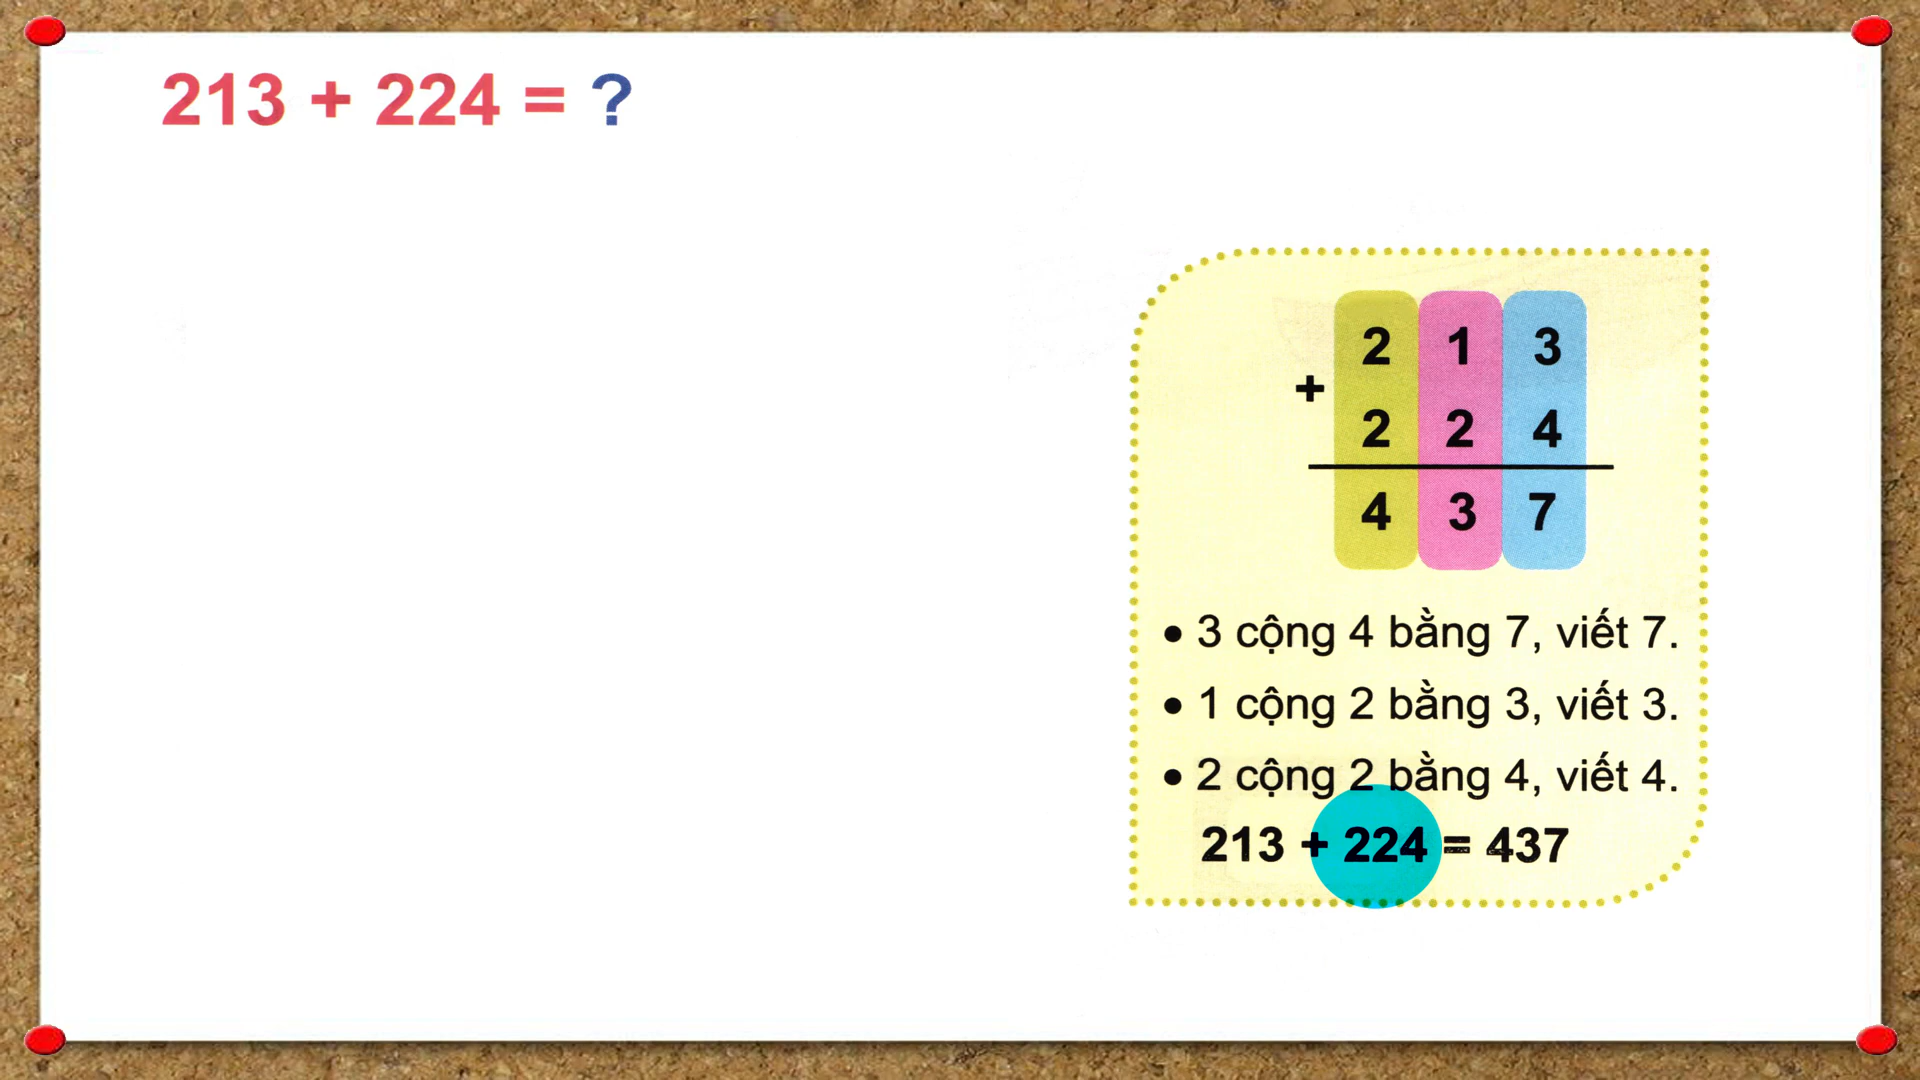 213 + 224 = ?
2 1 3
+
2 2 4
4 3 7
• 3 cộng 4 bằng 7, viết 7.
• 1 cộng 2 bằng 3, viết 3.
• 2 cộng 2 bằng 4, viết 4.
213 + 224 = 437